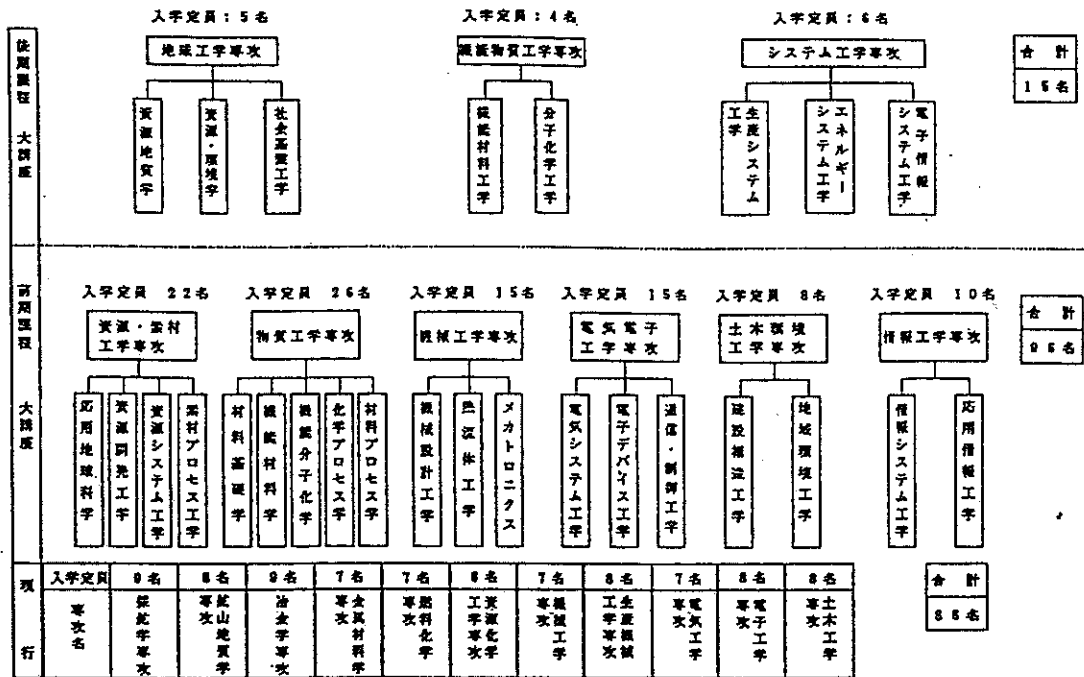 入学定員：5名
入学定員：4名
入学定員：6名
後期課程
大講座
地球工学専攻
機能物質工学専攻
システム工学専攻
合計
15名
資源地質学
資源・環境学
社会基盤工学
機能材料工学
分子化学工学
生産システム工学
エネルギーシステム工学
電子情報システム工学
前期課程
大講座
入学定員 22名
入学定員 26名
入学定員 15名
入学定員 15名
入学定員 8名
入学定員 10名
資源・素材工学専攻
物質工学専攻
機械工学専攻
電気電子工学専攻
土木環境工学専攻
情報工学専攻
合計
96名
応用地球科学
資源開発工学
資源システム工学
素材プロセス工学
材料基礎学
機能材料学
機能分子化学
化学プロセス学
材料プロセス学
機械設計工学
熱流体工学
メカトロニクス
電気システム工学
電子デバイス工学
通信・制御工学
建設構造工学
地域環境工学
情報システム工学
応用情報工学
現行
入学定員
9名
8名
9名
7名
7名
8名
7名
8名
7名
8名
8名
合計
86名
専攻名
採鉱学専攻
鉱山地質学専攻
冶金学専攻
金属材料学専攻
燃料化学専攻
資源化学工学専攻
機械工学専攻
生産機械工学専攻
電気工学専攻
電子工学専攻
土木工学専攻